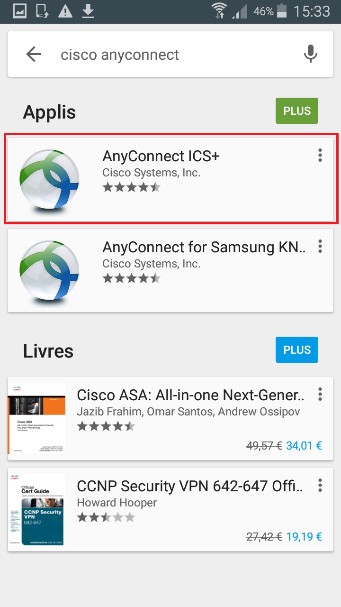 46% 15:33
cisco anyconnect
Applis
PLUS
AnyConnect ICS+
Cisco Systems, Inc.
AnyConnect for Samsung KN..
Cisco Systems, Inc.
Livres
PLUS
Cisco ASA: All-in-one Next-Gener..
Jazib Frahim, Omar Santos, Andrew Ossipov
49,57 € 34,01 €
CCNP Security VPN 642-647 Offi..
Howard Hooper
27,42 € 19,19 €
Official
Cert Guide
CCNP Security
VPN
642-647